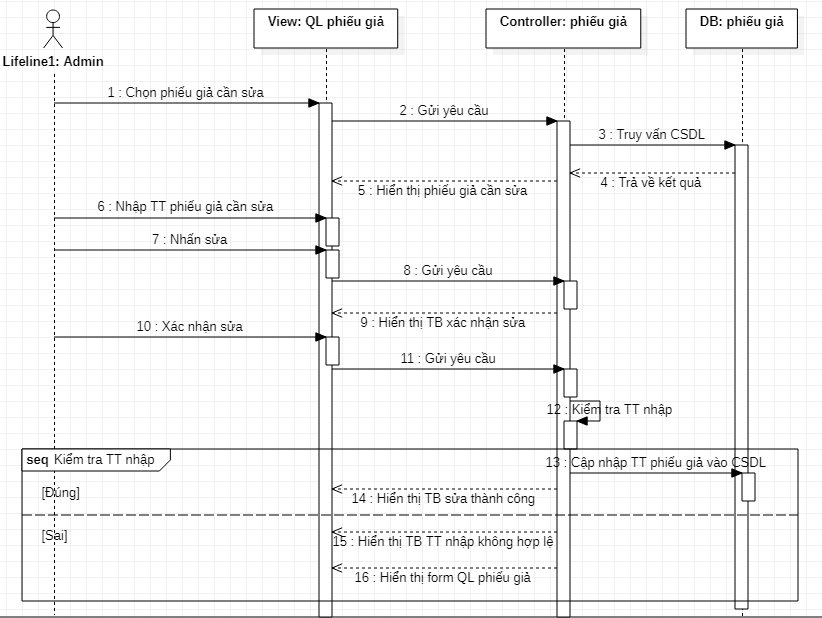 View: QL phiếu giả
Controller: phiếu giả
DB: phiếu giả
Lifeline1: Admin
1 : Chọn phiếu giả cần sửa
2 : Gửi yêu cầu
3 : Truy vấn CSDL
4 : Trả về kết quả
5 : Hiển thị phiếu giả cần sửa
6 : Nhập TT phiếu giả cần sửa
7 : Nhấn sửa
8 : Gửi yêu cầu
9 : Hiển thị TB xác nhận sửa
10 : Xác nhận sửa
11 : Gửi yêu cầu
12 : Kiểm tra TT nhập
seq Kiểm tra TT nhập
13 : Cập nhập TT phiếu giả vào CSDL
[Đúng]
14 : Hiển thị TB sửa thành công
[Sai]
15 : Hiển thị TB TT nhập không hợp lệ
16 : Hiển thị form QL phiếu giả